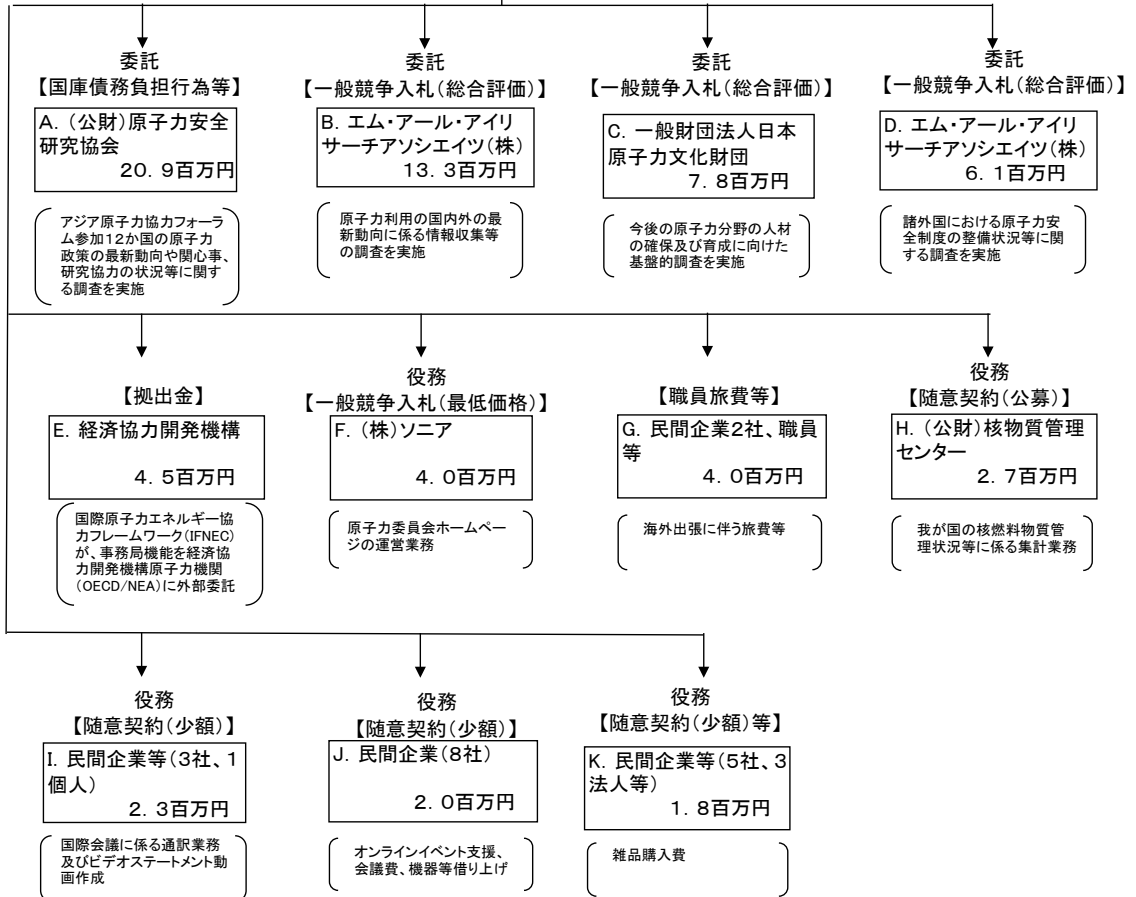 委託
【国庫債務負担行為等】
A.（公財）原子力安全
研究協会
20．9百万円
アジア原子力協力フォーラ
ム参加12か国の原子力
政策の最新動向や関心事、
研究協力の状況等に関す
る調査を実施
委託
【一般競争入札（総合評価）】
B．エム・アール・アイリ
サーチアソシエイツ（株）
13．3百万円
原子力利用の国内外の最
新動向に係る情報収集等
の調査を実施
委託
【一般競争入札（総合評価）】
C．一般財団法人日本
原子力文化財団
7．8百万円
今後の原子力分野の人材
の確保及び育成に向けた
基盤的調査を実施
委託
【一般競争入札（総合評価）】
D．エム・アール・アイリ
サーチアソシエイツ（株）
6．1百万円
諸外国における原子力安
全制度の整備状況等に関
する調査を実施
【拠出金】
E．経済協力開発機構
4．5百万円
国際原子力エネルギー協
力フレームワーク（IFNEC）
が、事務局機能を経済協
力開発機構原子力機関
（OECD/NEA）に外部委託
役務
【一般競争入札（最低価格）】
F．（株）ソニア
4．0百万円
原子力委員会ホームペー
ジの運営業務
【職員旅費等】
G．民間企業2社、職員
等
4．0百万円
海外出張に伴う旅費等
役務
【随意契約（公募）】
H．（公財）核物質管理
センター
2．7百万円
我が国の核燃料物質管
理状況等に係る集計業務
役務
【随意契約（少額）】
I．民間企業等（3社、1
個人）
2．3百万円
国際会議に係る通訳業務
及びビデオステートメント動
画作成
役務
【随意契約（少額）】
J．民間企業（8社）
2．0百万円
オンラインイベント支援、
会議費、機器等借り上げ
役務
【随意契約（少額）等】
K．民間企業等（5社、3
法人等）
1．8百万円
雑品購入費